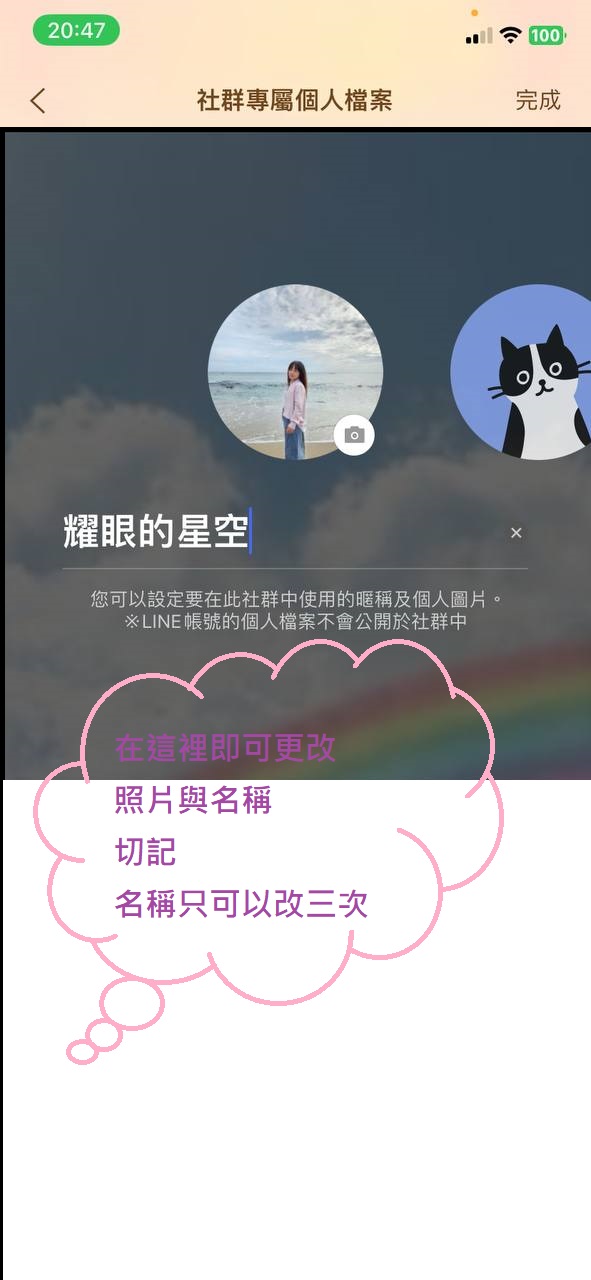 20:47
100
社群專屬個人檔案
完成
耀眼的星空
您可以設定要在此社群中使用的暱稱及個人圖片。
※LINE帳號的個人檔案不會公開於社群中
在這裡即可更改
照片與名稱
切記
名稱只可以改三次